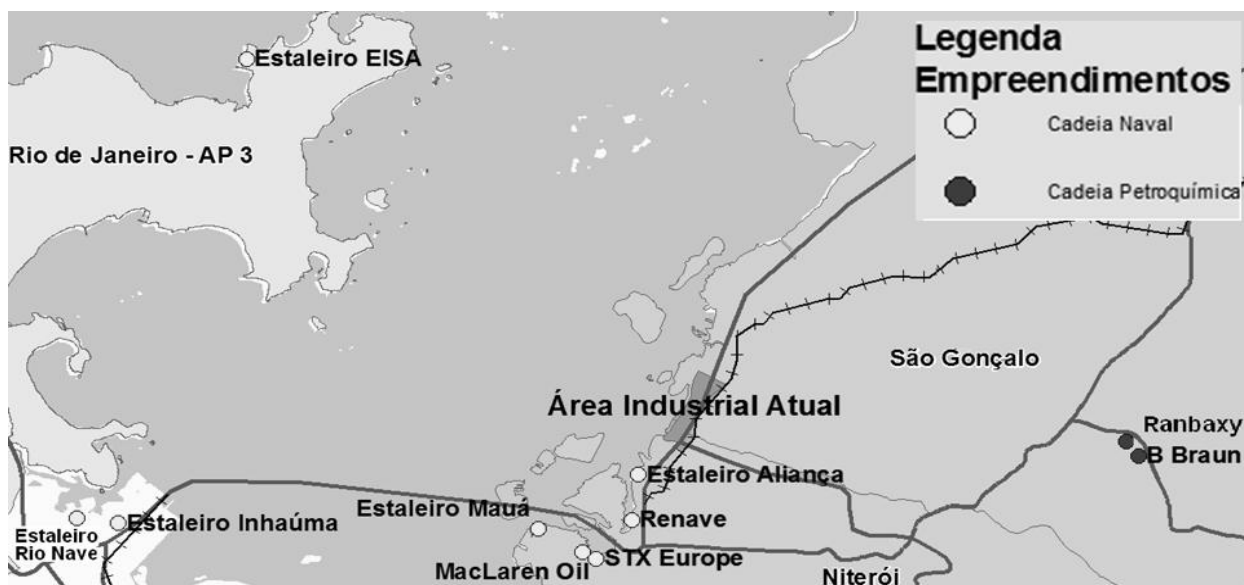 Estaleiro EISA
Legenda
Empreendimentos
Cadeia Naval
Cadeia Petroquímica
Rio de Janeiro - AP 3
São Gonçalo
Área Industrial Atual
Ranbaxy
B Braun
Estaleiro Aliança
Estaleiro Mauá
Renave
Estaleiro Inhaúma
Estaleiro
Rio Nave
STX Europe
MacLaren Oil
Niterói